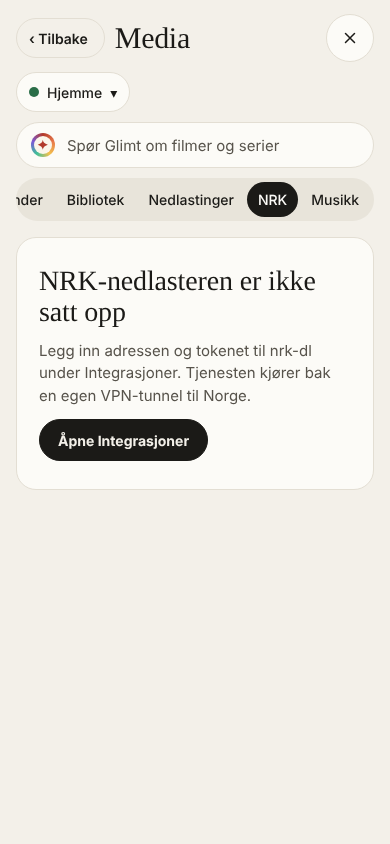 ‹ Tilbake Media ×
Hjemme ▾
Spør Glimt om filmer og serier
Bibliotek Nedlastinger NRK Musikk
NRK-nedlasteren er ikke
satt opp
Legg inn adressen og tokenet til nrk-dl
under Integrasjoner. Tjenesten kjører bak
en egen VPN-tunnel til Norge.
Åpne Integrasjoner